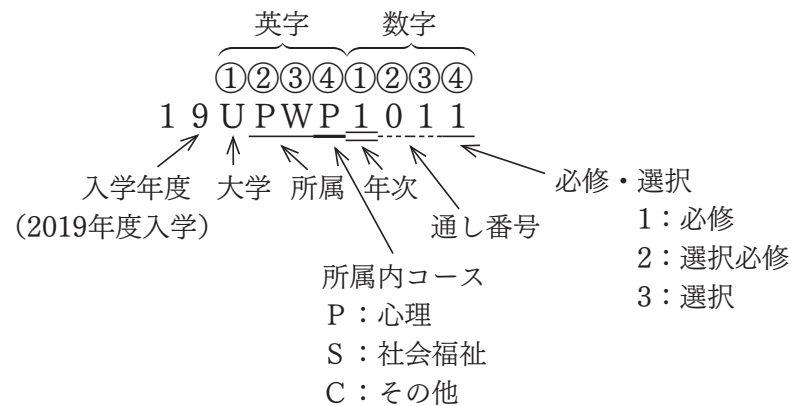 英字 数字
①②③④①②③④
19UPWP1011
入学年度 大学 所属 年次 必修・選択
(2019年度入学) 通し番号 1:必修
2:選択必修
所属内コース 3:選択
P:心理
S:社会福祉
C:その他